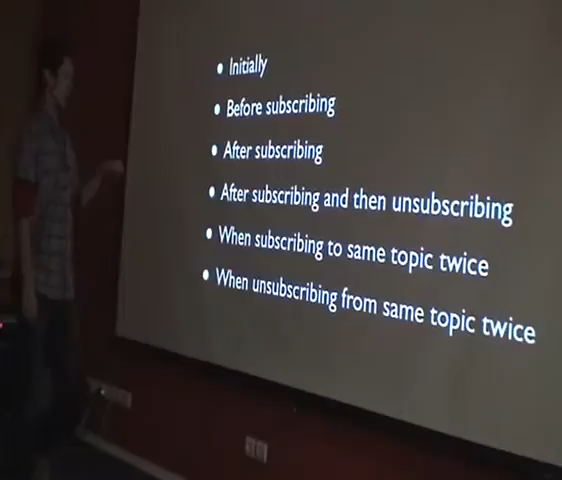 • Initially
• Before subscribing
• After subscribing
• After subscribing and then unsubscribing
• When subscribing to same topic twice
• When unsubscribing from same topic twice